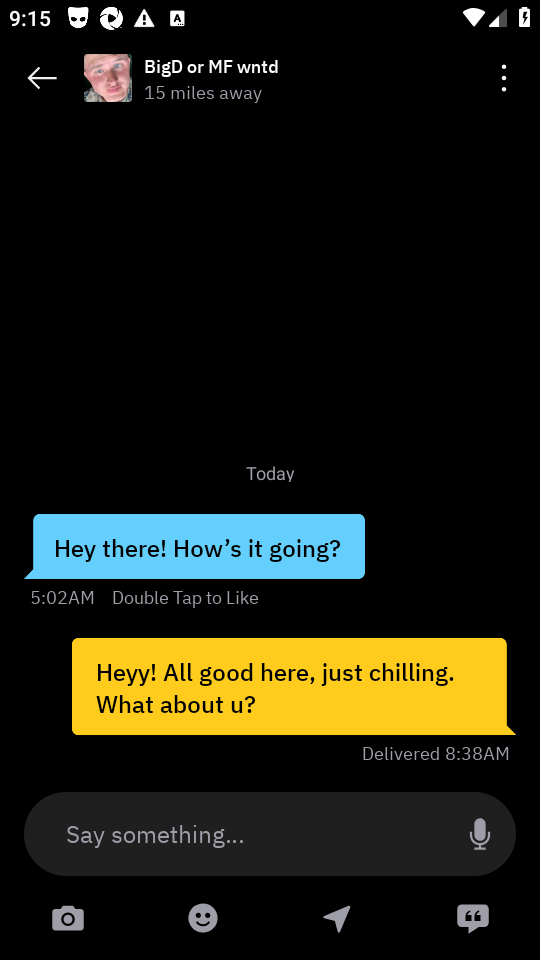 9:15
BigD or MF wntd
15 miles away
Today
Hey there! How’s it going?
5:02AM Double Tap to Like
Heyy! All good here, just chilling.
What about u?
Delivered 8:38AM
Say something...